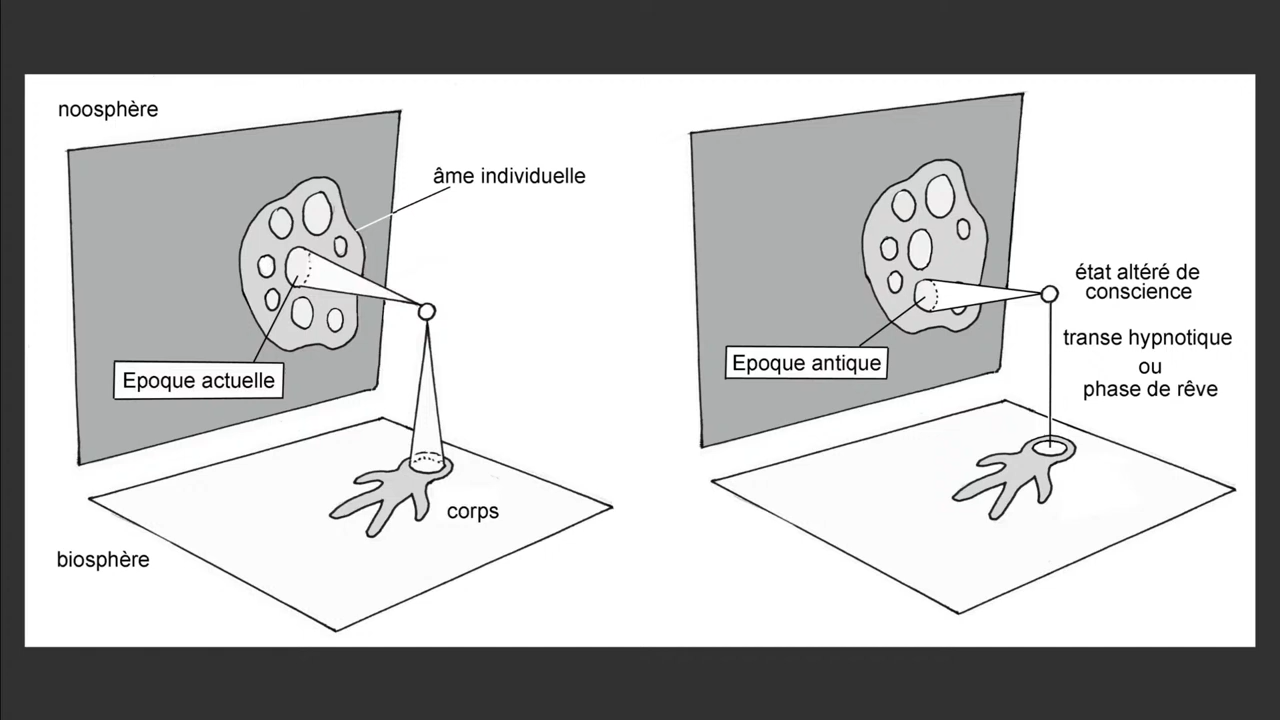 noosphère
âme individuelle
Epoque actuelle
corps
biosphère
état altéré de
conscience
transe hypnotique
ou
phase de rêve
Epoque antique